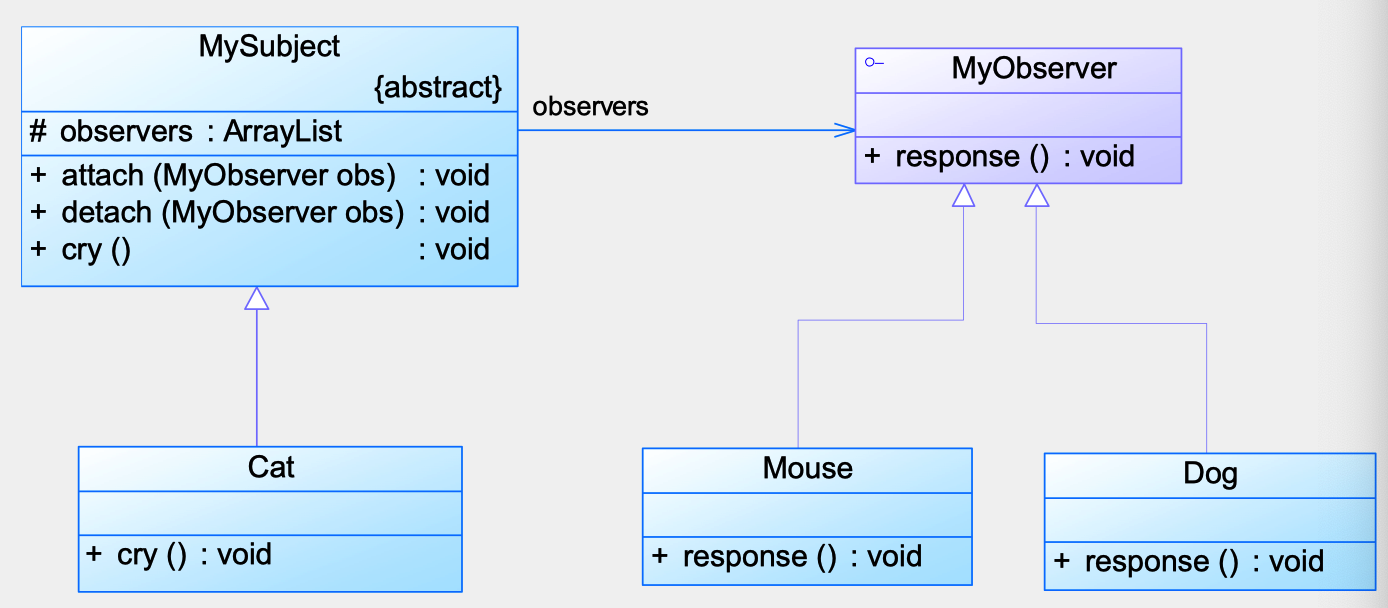 MySubject
{abstract}
# observers : ArrayList
+ attach (MyObserver obs) : void
+ detach (MyObserver obs) : void
+ cry () : void
observers
MyObserver
+ response () : void
Cat
+ cry () : void
Mouse
+ response () : void
Dog
+ response () : void